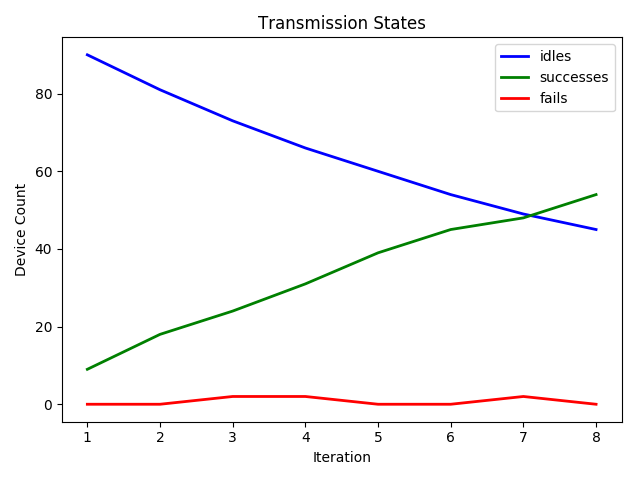 Transmission States
idles
successes
fails
Device Count
80
60
40
20
0
1 2 3 4 5 6 7 8
Iteration